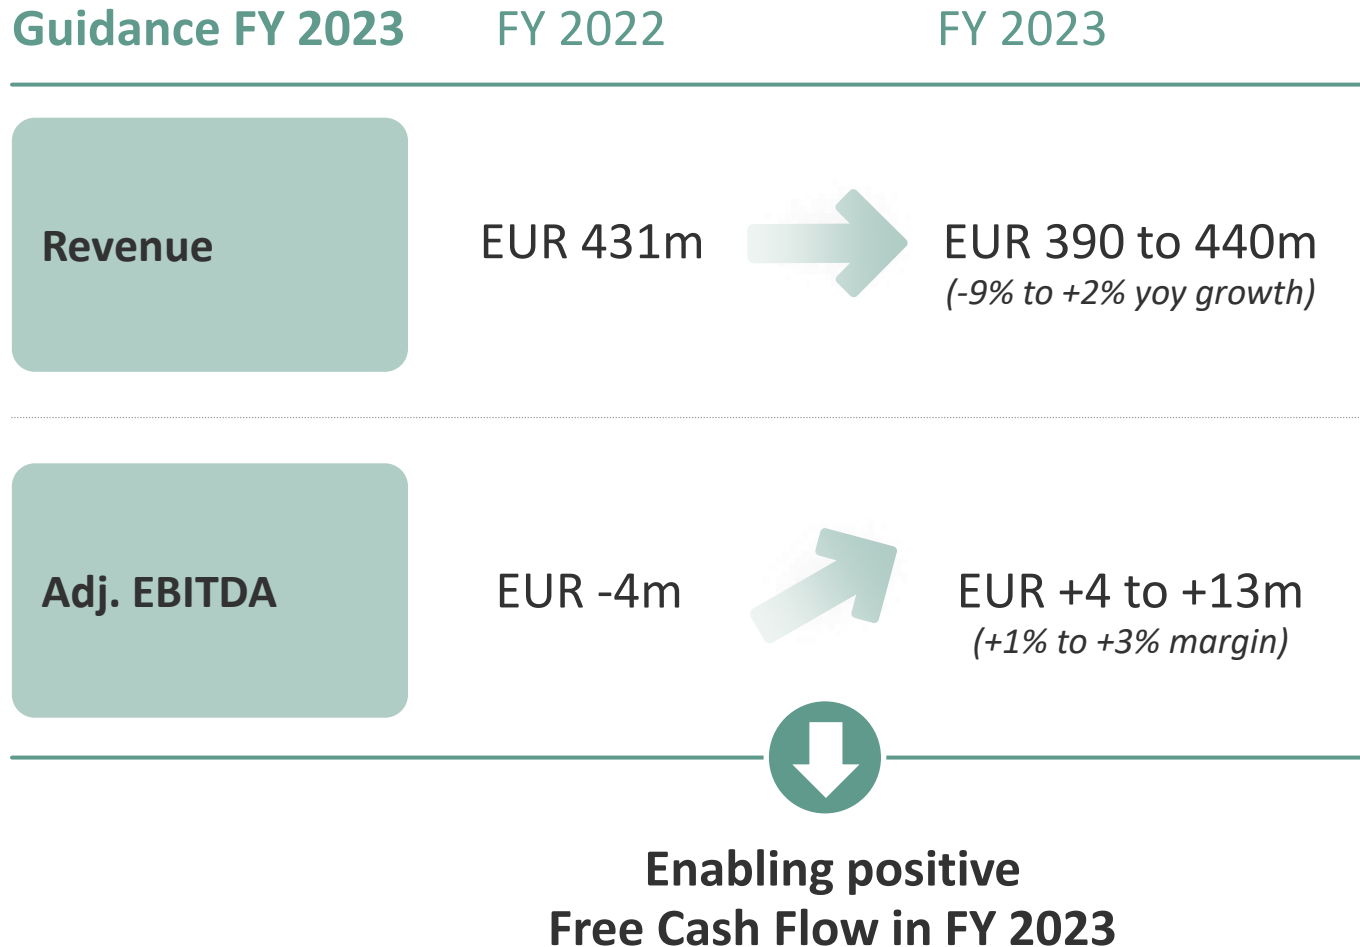 Guidance FY 2023 FY 2022 FY 2023
Revenue EUR 431m EUR 390 to 440m
(-9% to +2% yoy growth)
Adj. EBITDA EUR -4m EUR +4 to +13m
(+1% to +3% margin)
Enabling positive
Free Cash Flow in FY 2023